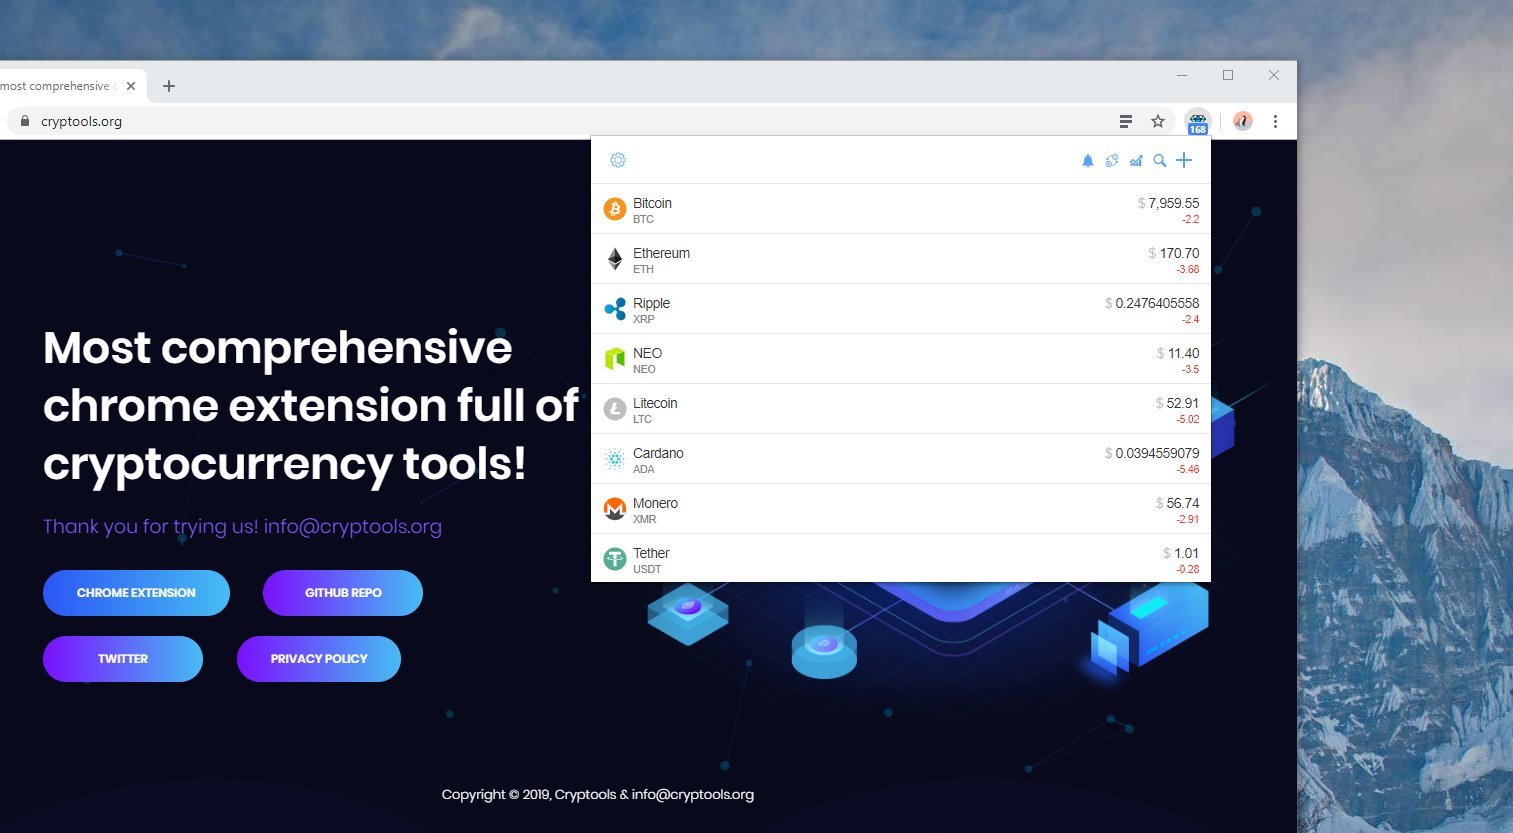 most comprehensive
cryptools.org
168
Bitcoin
$ 7,959.55
BTC
-2.2
Ethereum
$ 170.70
ETH
-3.68
Ripple
$ 0.2476405558
XRP
-2.4
NEO
$ 11.40
NEO
-3.5
Litecoin
$ 52.91
LTC
-5.02
Cardano
$ 0.0394559079
ADA
-5.46
Monero
$ 56.74
XMR
-2.91
Tether
$ 1.01
USDT
-0.28
Most comprehensive
chrome extension full of
cryptocurrency tools!
Thank you for trying us! info@cryptools.org
CHROME EXTENSION
GITHUB REPO
TWITTER
PRIVACY POLICY
Copyright © 2019, Cryptools & info@cryptools.org